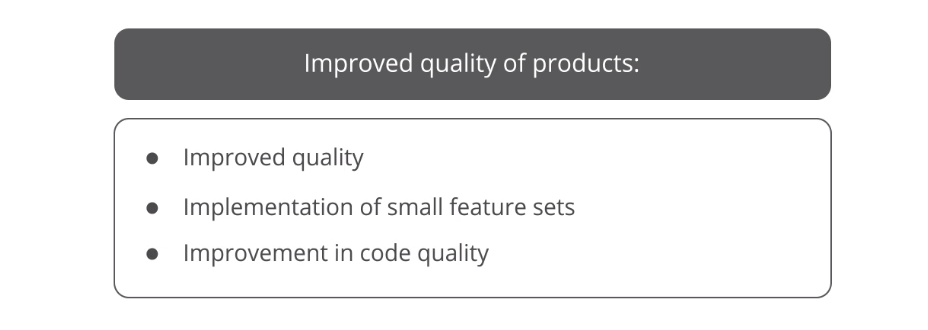 Improved quality of products:
● Improved quality
● Implementation of small feature sets
● Improvement in code quality